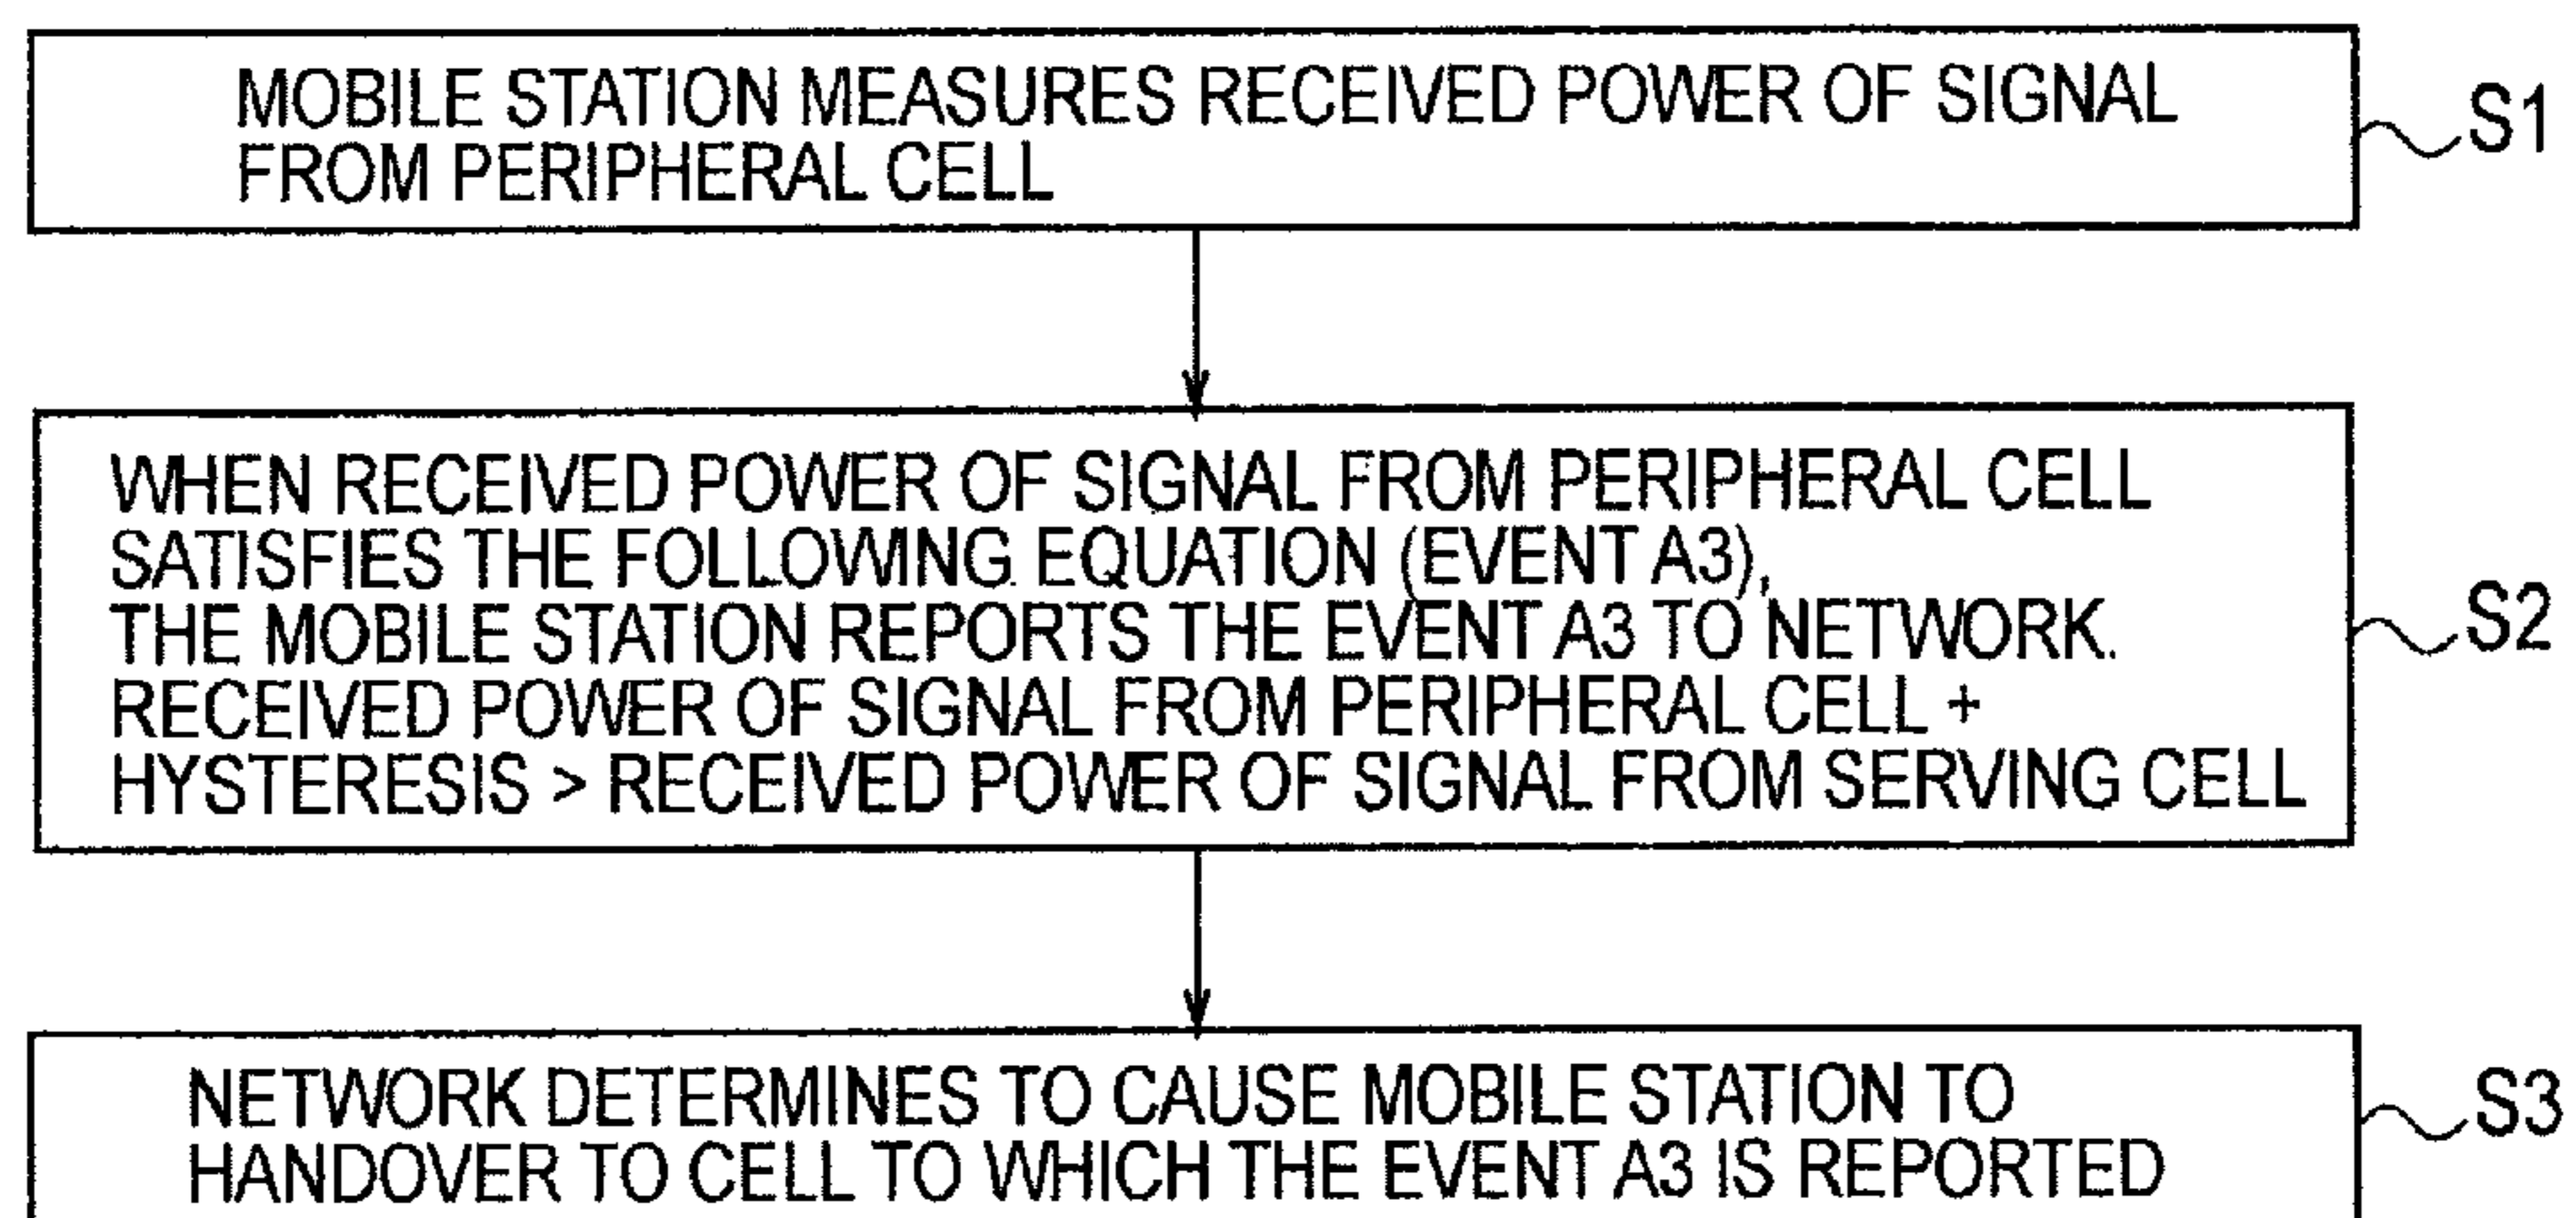 MOBILE STATION MEASURES RECEIVED POWER OF SIGNAL
FROM PERIPHERAL CELL
S1
WHEN RECEIVED POWER OF SIGNAL FROM PERIPHERAL CELL
SATISFIES THE FOLLOWING EQUATION (EVENT A3),
THE MOBILE STATION REPORTS THE EVENT A3 TO NETWORK.
RECEIVED POWER OF SIGNAL FROM PERIPHERAL CELL +
HYSTERESIS > RECEIVED POWER OF SIGNAL FROM SERVING CELL
S2
NETWORK DETERMINES TO CAUSE MOBILE STATION TO
HANDOVER TO CELL TO WHICH THE EVENT A3 IS REPORTED
S3